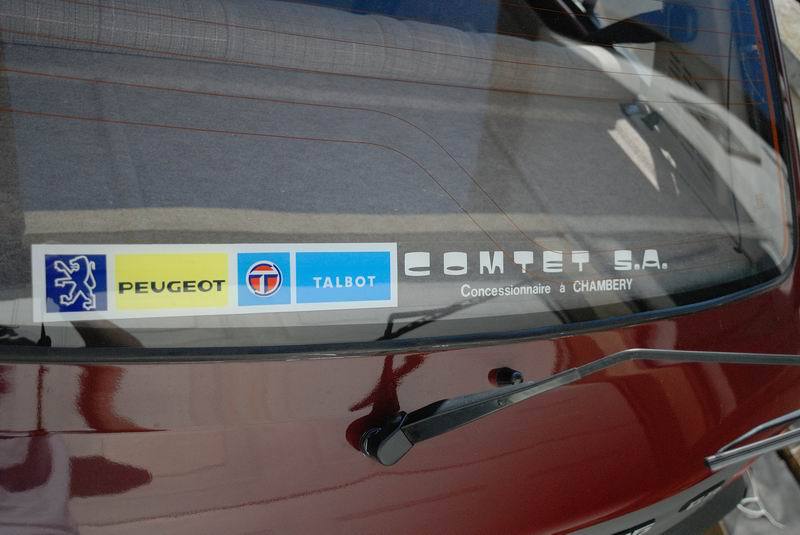 PEUGEOT T TALBOT COMTET S.A.
Concessionnaire à CHAMBERY